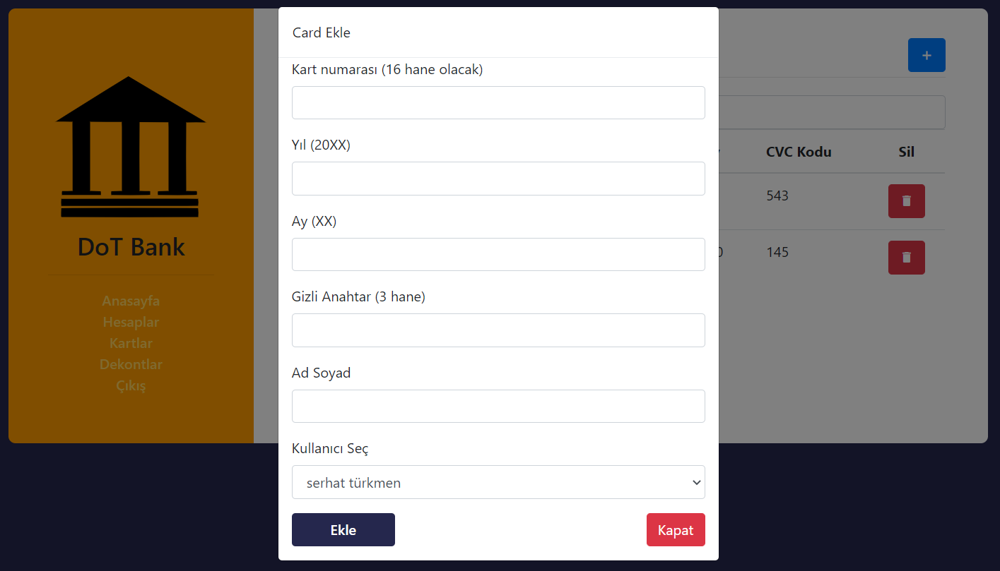 DoT Bank
Anasayfa
Hesaplar
Kartlar
Dekontlar
Çıkış
Card Ekle
Kart numarası (16 hane olacak)
Yıl (20XX)
Ay (XX)
Gizli Anahtar (3 hane)
Ad Soyad
Kullanıcı Seç
serhat türkmen
Ekle
Kapat
+
CVC Kodu
Sil
543
145